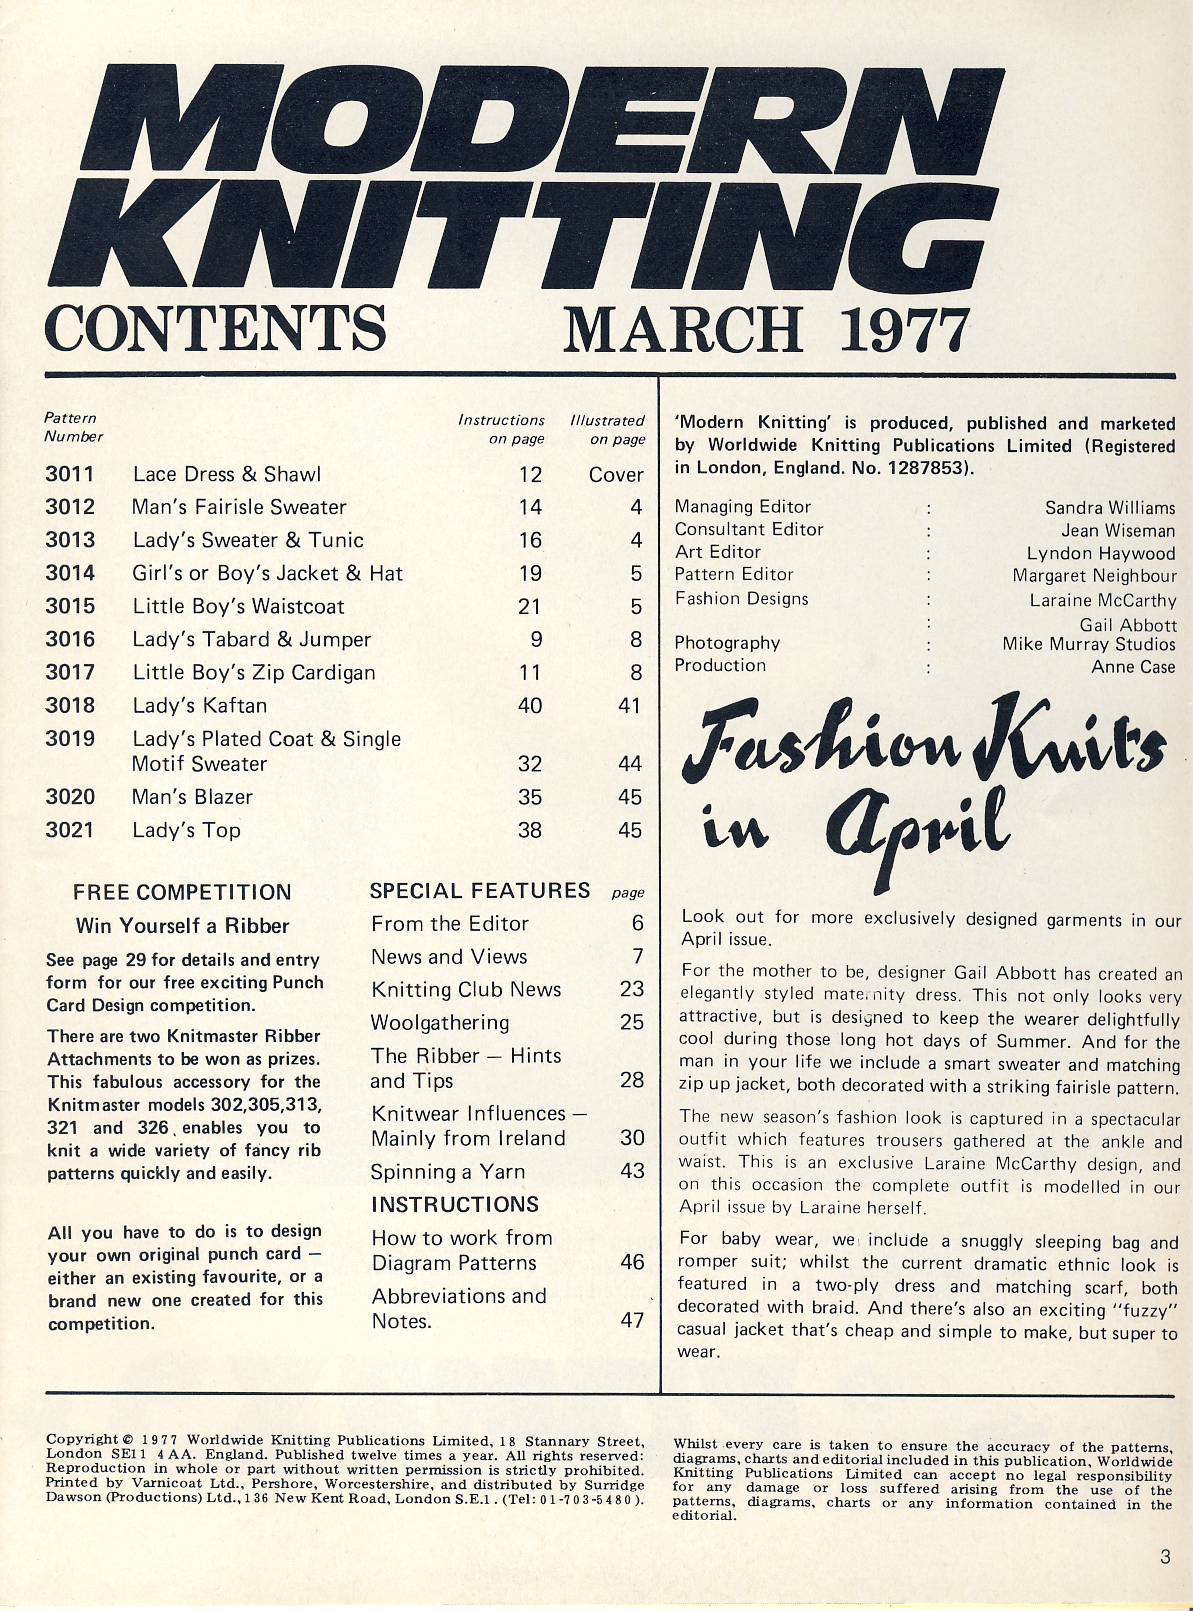 MODERN
KNITTING
CONTENTS MARCH 1977
Pattern
Number
Instructions
on page
Illustrated
on page
3011 Lace Dress & Shawl 12 Cover
3012 Man's Fairisle Sweater 14 4
3013 Lady's Sweater & Tunic 16 4
3014 Girl's or Boy's Jacket & Hat 19 5
3015 Little Boy's Waistcoat 21 5
3016 Lady's Tabard & Jumper 9 8
3017 Little Boy's Zip Cardigan 11 8
3018 Lady's Kaftan 40 41
3019 Lady's Plated Coat & Single
Motif Sweater 32 44
3020 Man's Blazer 35 45
3021 Lady's Top 38 45
FREE COMPETITION
Win Yourself a Ribber
See page 29 for details and entry
form for our free exciting Punch
Card Design competition.
There are two Knitmaster Ribber
Attachments to be won as prizes.
This fabulous accessory for the
Knitmaster models 302,305,313,
321 and 326, enables you to
knit a wide variety of fancy rib
patterns quickly and easily.
All you have to do is to design
your own original punch card —
either an existing favourite, or a
brand new one created for this
competition.
SPECIAL FEATURES page
From the Editor 6
News and Views 7
Knitting Club News 23
Woolgathering 25
The Ribber — Hints
and Tips 28
Knitwear Influences —
Mainly from Ireland 30
Spinning a Yarn 43
INSTRUCTIONS
How to work from
Diagram Patterns 46
Abbreviations and
Notes. 47
'Modern Knitting' is produced, published and marketed
by Worldwide Knitting Publications Limited (Registered
in London, England. No. 1287853).
Managing Editor : Sandra Williams
Consultant Editor : Jean Wiseman
Art Editor : Lyndon Haywood
Pattern Editor : Margaret Neighbour
Fashion Designs : Laraine McCarthy
: Gail Abbott
Photography : Mike Murray Studios
Production : Anne Case
Fashion Knits
in April
Look out for more exclusively designed garments in our
April issue.
For the mother to be, designer Gail Abbott has created an
elegantly styled maternity dress. This not only looks very
attractive, but is designed to keep the wearer delightfully
cool during those long hot days of Summer. And for the
man in your life we include a smart sweater and matching
zip up jacket, both decorated with a striking fairisle pattern.
The new season's fashion look is captured in a spectacular
outfit which features trousers gathered at the ankle and
waist. This is an exclusive Laraine McCarthy design, and
on this occasion the complete outfit is modelled in our
April issue by Laraine herself.
For baby wear, we include a snuggly sleeping bag and
romper suit; whilst the current dramatic ethnic look is
featured in a two-ply dress and matching scarf, both
decorated with braid. And there's also an exciting "fuzzy"
casual jacket that's cheap and simple to make, but super to
wear.
Copyright © 1977 Worldwide Knitting Publications Limited, 18 Stannary Street,
London SE11 4AA. England. Published twelve times a year. All rights reserved:
Reproduction in whole or part without written permission is strictly prohibited.
Printed by Varnicoat Ltd., Pershore, Worcestershire, and distributed by Surridge
Dawson (Productions) Ltd., 136 New Kent Road, London S.E.1. (Tel: 01-703-5480).
Whilst every care is taken to ensure the accuracy of the patterns,
diagrams, charts and editorial included in this publication, Worldwide
Knitting Publications Limited can accept no legal responsibility
for any damage or loss suffered arising from the use of the
patterns, diagrams, charts or any information contained in the
editorial.
3